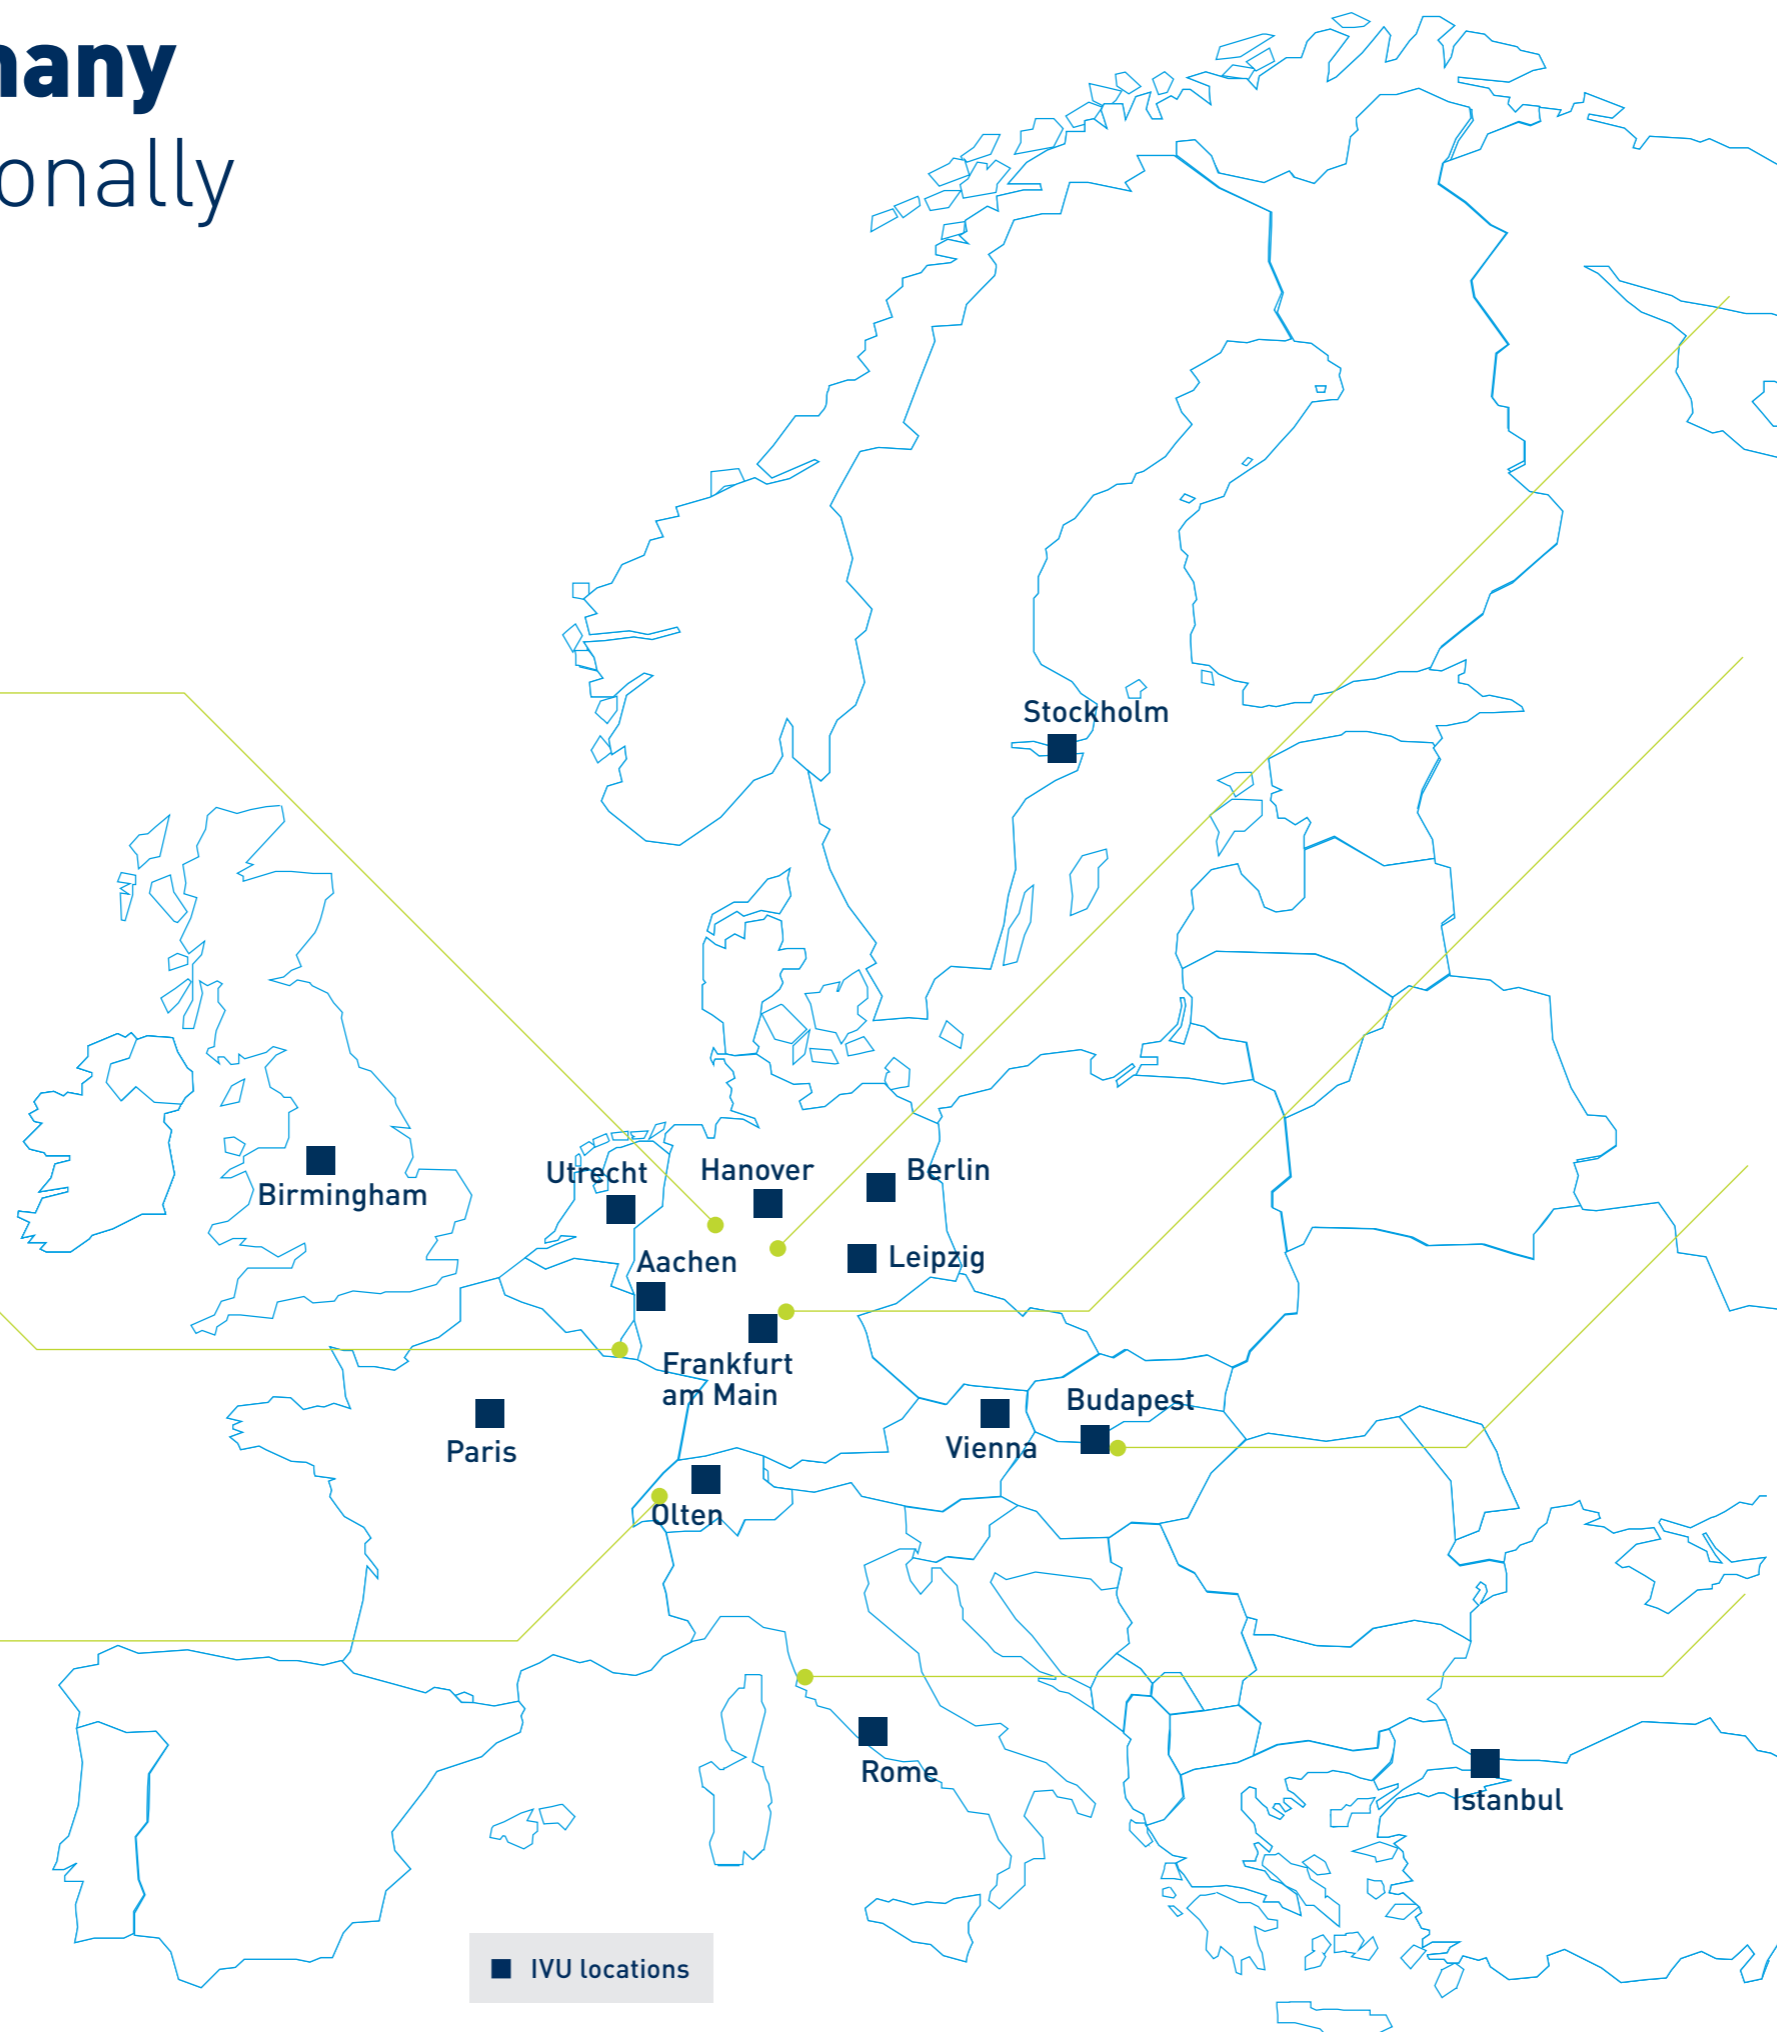 many
onally
Stockholm
Utrecht
Hanover
Berlin
Birmingham
Aachen
Leipzig
Frankfurt
am Main
Budapest
Paris
Vienna
Olten
Rome
Istanbul
IVU locations